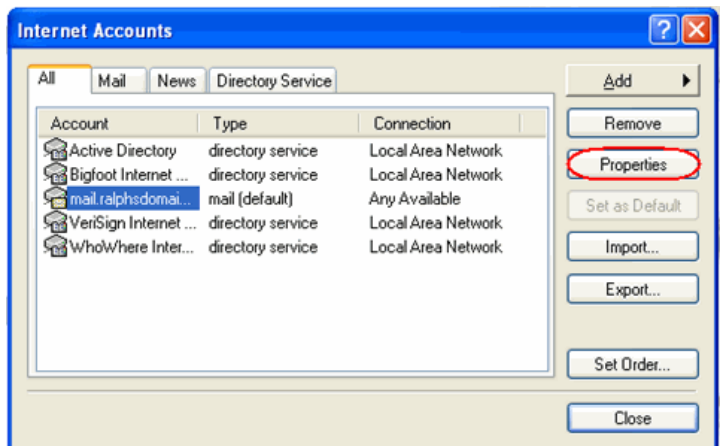 Internet Accounts
All Mail News Directory Service
Add
Account Type Connection
Remove
Active Directory directory service Local Area Network
Properties
Bigfoot Internet ... directory service Local Area Network
mail.ralphsdomai... mail (default) Any Available
Set as Default
VeriSign Internet ... directory service Local Area Network
WhoWhere Inter... directory service Local Area Network
Import...
Export...
Set Order...
Close